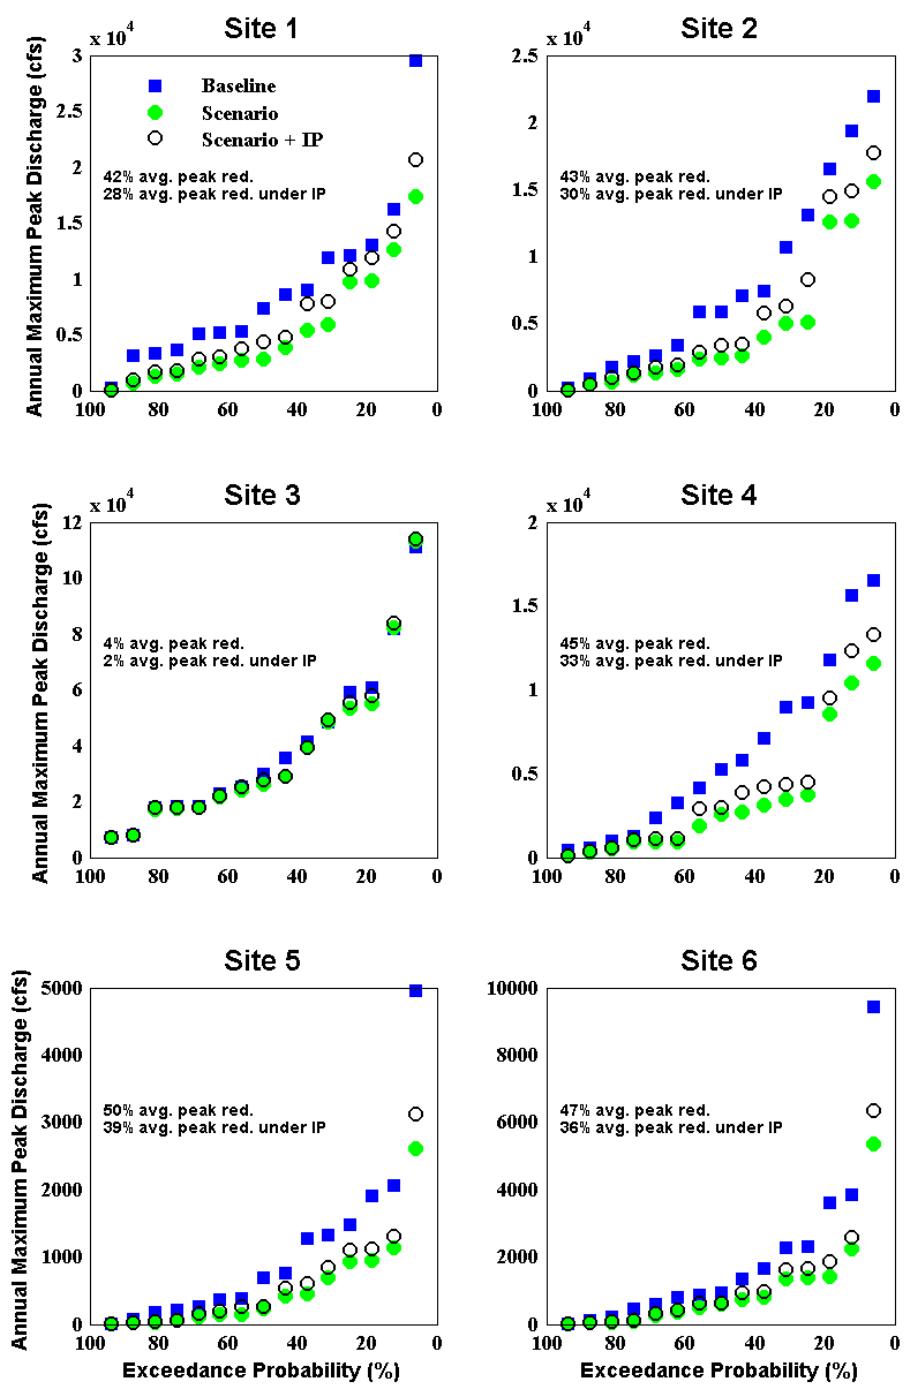 Site 1
x 10^4
Annual Maximum Peak Discharge (cfs)
3
2.5
2
1.5
1
0.5
0
100
80
60
40
20
0
Baseline
Scenario
Scenario + IP
42% avg. peak red.
28% avg. peak red. under IP
Site 2
x 10^4
2.5
2
1.5
1
0.5
0
100
80
60
40
20
0
43% avg. peak red.
30% avg. peak red. under IP
Site 3
x 10^4
Annual Maximum Peak Discharge (cfs)
12
10
8
6
4
2
0
100
80
60
40
20
0
4% avg. peak red.
2% avg. peak red. under IP
Site 4
x 10^4
2
1.5
1
0.5
0
100
80
60
40
20
0
45% avg. peak red.
33% avg. peak red. under IP
Site 5
Annual Maximum Peak Discharge (cfs)
5000
4000
3000
2000
1000
0
100
80
60
40
20
0
50% avg. peak red.
39% avg. peak red. under IP
Exceedance Probability (%)
Site 6
10000
8000
6000
4000
2000
0
100
80
60
40
20
0
47% avg. peak red.
36% avg. peak red. under IP
Exceedance Probability (%)